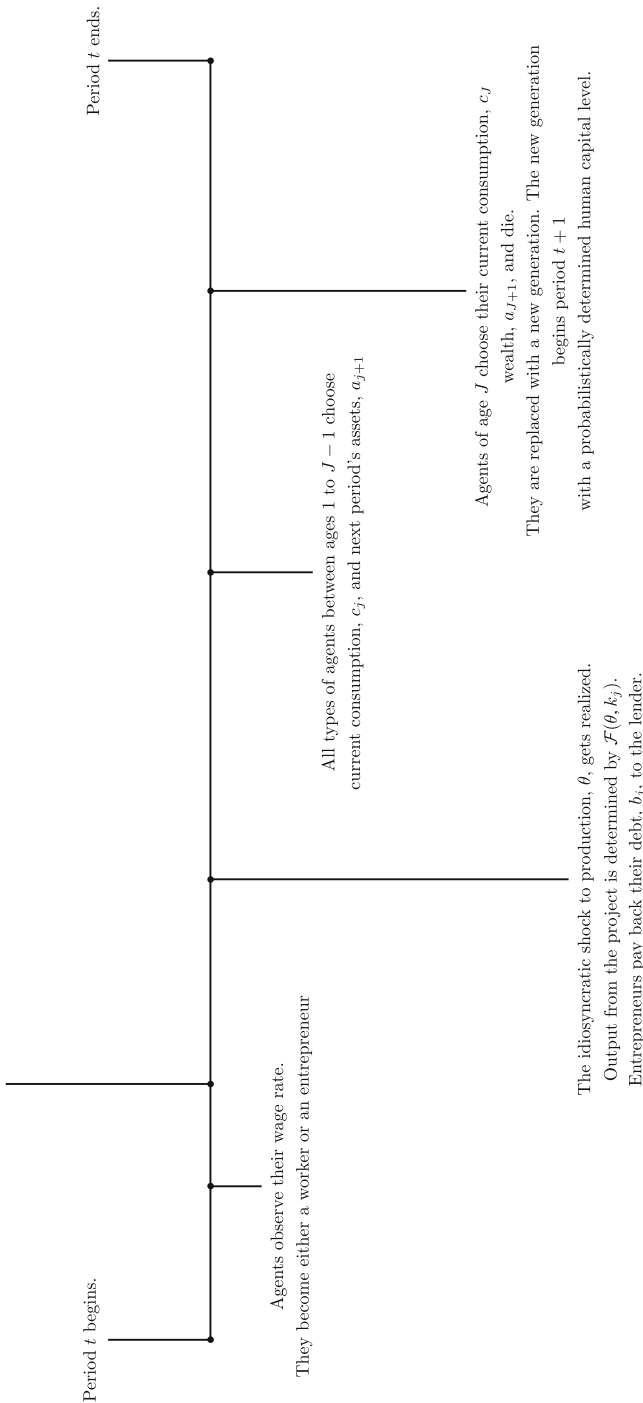 Period t begins.
Agents observe their wage rate.
They become either a worker or an entrepreneur
The idiosyncratic shock to production, θ, gets realized.
Output from the project is determined by F(θ, k_j).
Entrepreneurs pay back their debt, b_j, to the lender.
All types of agents between ages 1 to J − 1 choose
current consumption, c_j, and next period's assets, a_{j+1}
Agents of age J choose their current consumption, c_J
wealth, a_{J+1}, and die.
They are replaced with a new generation. The new generation
begins period t + 1
with a probabilistically determined human capital level.
Period t ends.